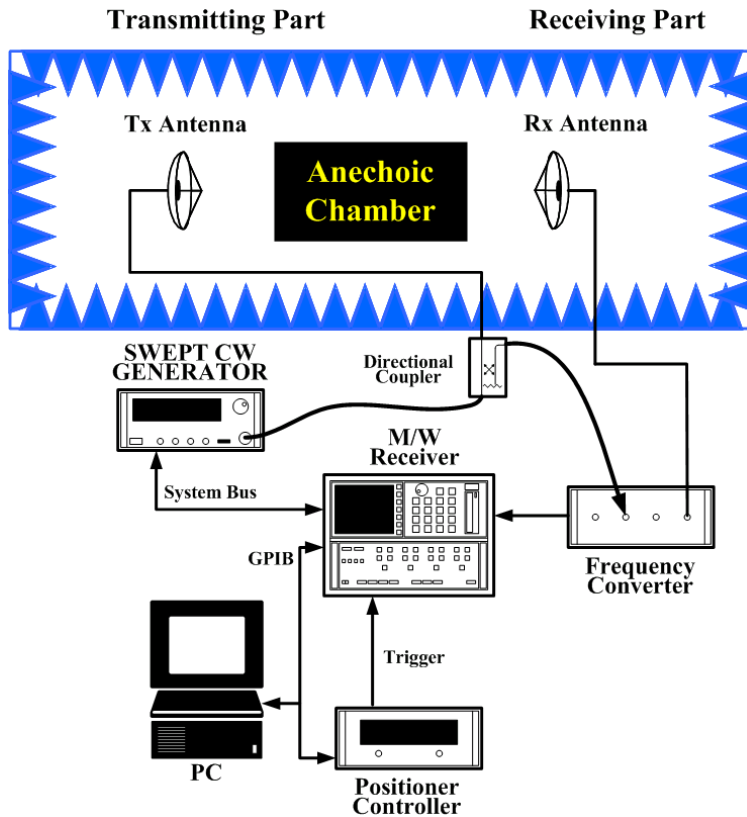 Transmitting Part
Receiving Part
Tx Antenna
Rx Antenna
Anechoic
Chamber
SWEPT CW
GENERATOR
Directional
Coupler
M/W
Receiver
System Bus
GPIB
Frequency
Converter
Trigger
PC
Positioner
Controller